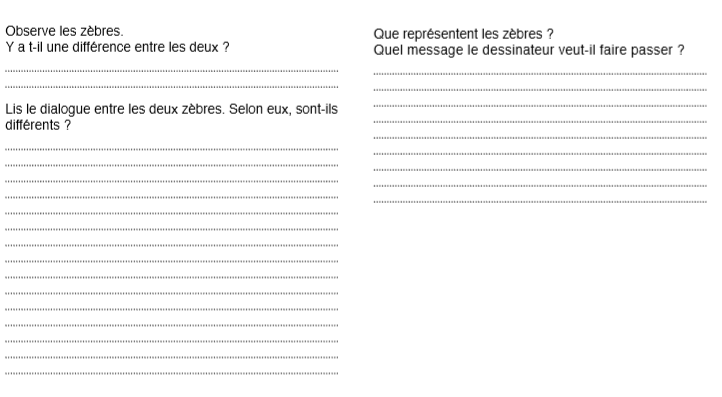 Observe les zèbres.
Y a t-il une différence entre les deux ?
Lis le dialogue entre les deux zèbres. Selon eux, sont-ils
différents ?
Que représentent les zèbres ?
Quel message le dessinateur veut-il faire passer ?